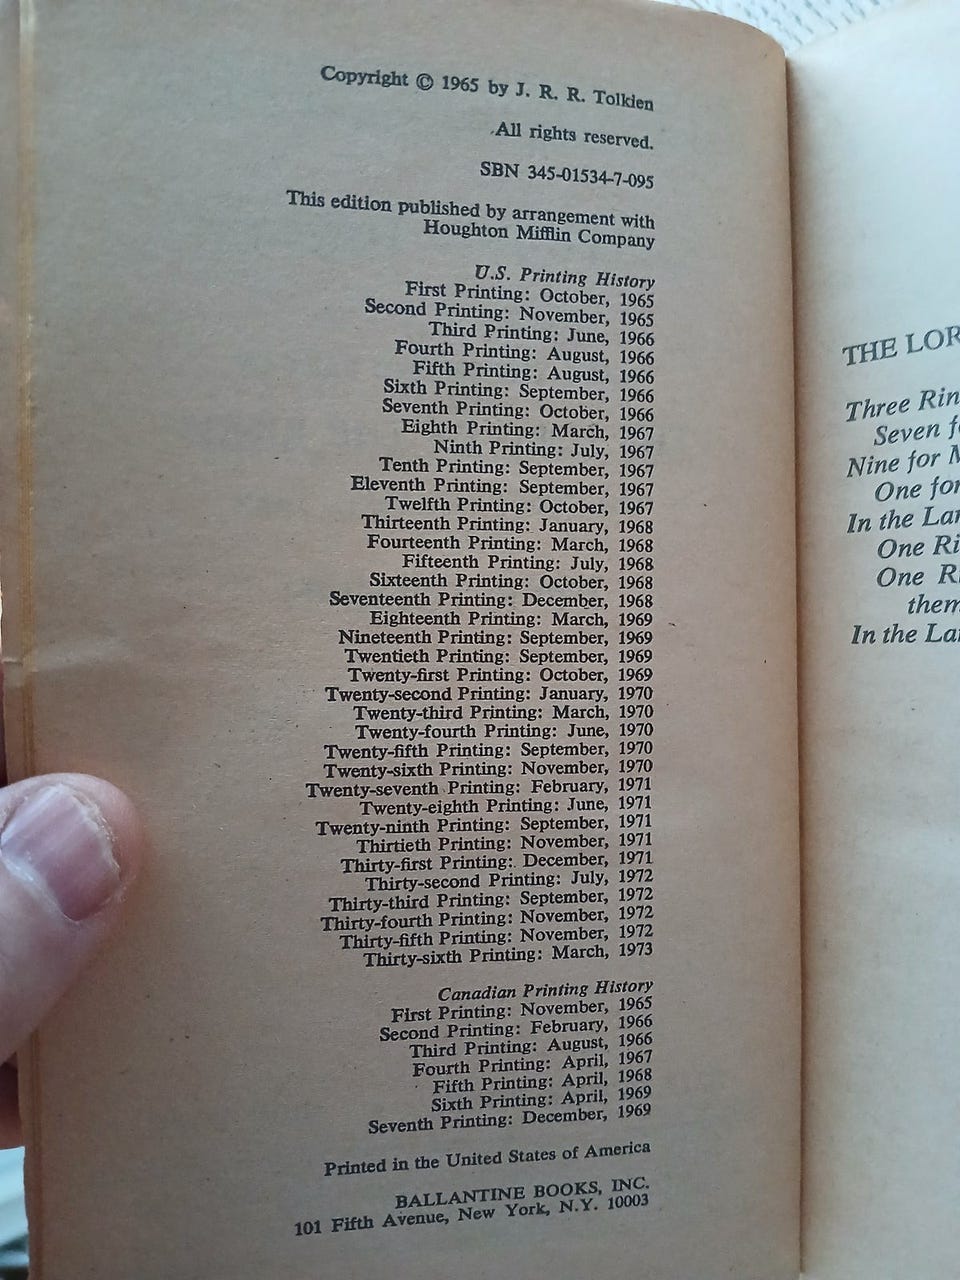 Copyright © 1965 by J. R. R. Tolkien
All rights reserved.
SBN 345-01534-7-095
This edition published by arrangement with
Houghton Mifflin Company
U.S. Printing History
First Printing: October, 1965
Second Printing: November, 1965
Third Printing: June, 1966
Fourth Printing: August, 1966
Fifth Printing: August, 1966
Sixth Printing: September, 1966
Seventh Printing: October, 1966
Eighth Printing: March, 1967
Ninth Printing: July, 1967
Tenth Printing: September, 1967
Eleventh Printing: September, 1967
Twelfth Printing: October, 1967
Thirteenth Printing: January, 1968
Fourteenth Printing: March, 1968
Fifteenth Printing: July, 1968
Sixteenth Printing: October, 1968
Seventeenth Printing: December, 1968
Eighteenth Printing: March, 1969
Nineteenth Printing: September, 1969
Twentieth Printing: September, 1969
Twenty-first Printing: October, 1969
Twenty-second Printing: January, 1970
Twenty-third Printing: March, 1970
Twenty-fourth Printing: June, 1970
Twenty-fifth Printing: September, 1970
Twenty-sixth Printing: November, 1970
Twenty-seventh Printing: February, 1971
Twenty-eighth Printing: June, 1971
Twenty-ninth Printing: September, 1971
Thirtieth Printing: November, 1971
Thirty-first Printing: December, 1971
Thirty-second Printing: July, 1972
Thirty-third Printing: September, 1972
Thirty-fourth Printing: November, 1972
Thirty-fifth Printing: November, 1972
Thirty-sixth Printing: March, 1973
Canadian Printing History
First Printing: November, 1965
Second Printing: February, 1966
Third Printing: August, 1966
Fourth Printing: April, 1967
Fifth Printing: April, 1968
Sixth Printing: April, 1969
Seventh Printing: December, 1969
Printed in the United States of America
BALLANTINE BOOKS, INC.
101 Fifth Avenue, New York, N.Y. 10003
THE LOR
Three Rin
Seven f
Nine for M
One for
In the Lan
One Ri
One R
them
In the Lan